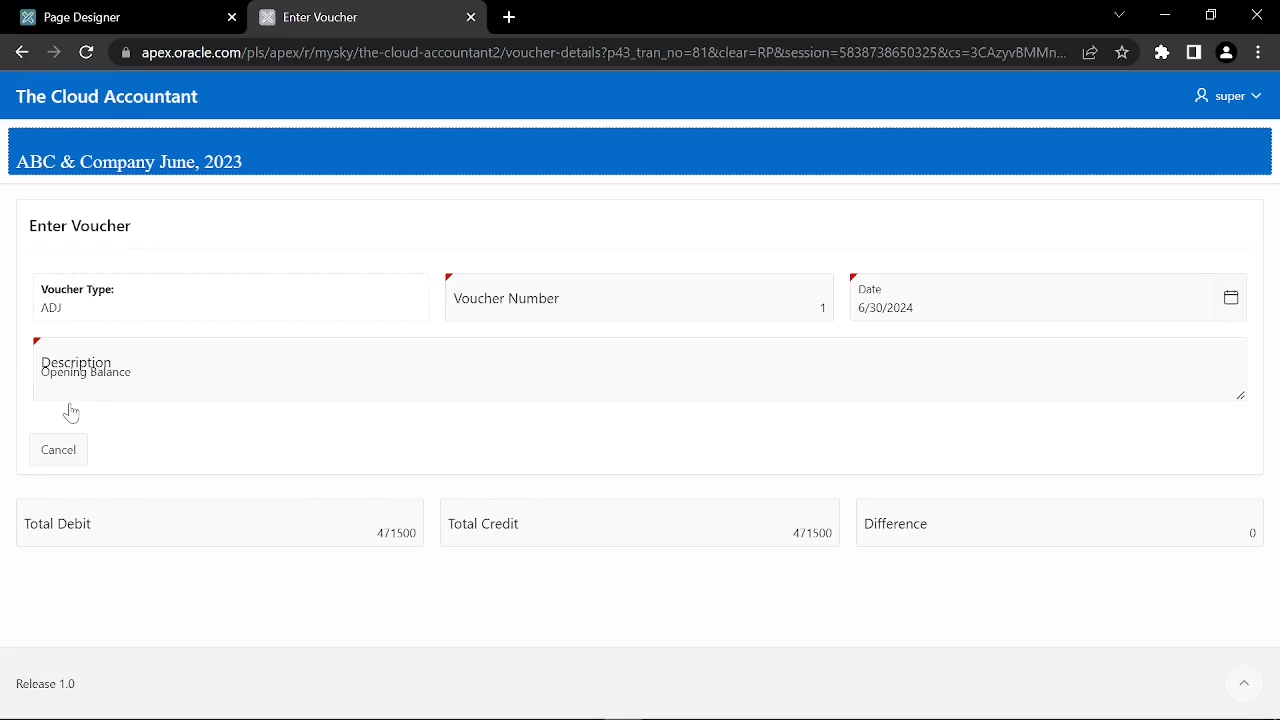 Page Designer
Enter Voucher
apex.oracle.com/pls/apex/r/mysky/the-cloud-accountant2/voucher-details?p43_tran_no=81&clear=RP&session=5838738650325&cs=3CAzyvBMMn...
The Cloud Accountant
super
ABC & Company June, 2023
Enter Voucher
Voucher Type:
ADJ
Voucher Number
1
Date
6/30/2024
Description
Opening Balance
Cancel
Total Debit
471500
Total Credit
471500
Difference
0
Release 1.0